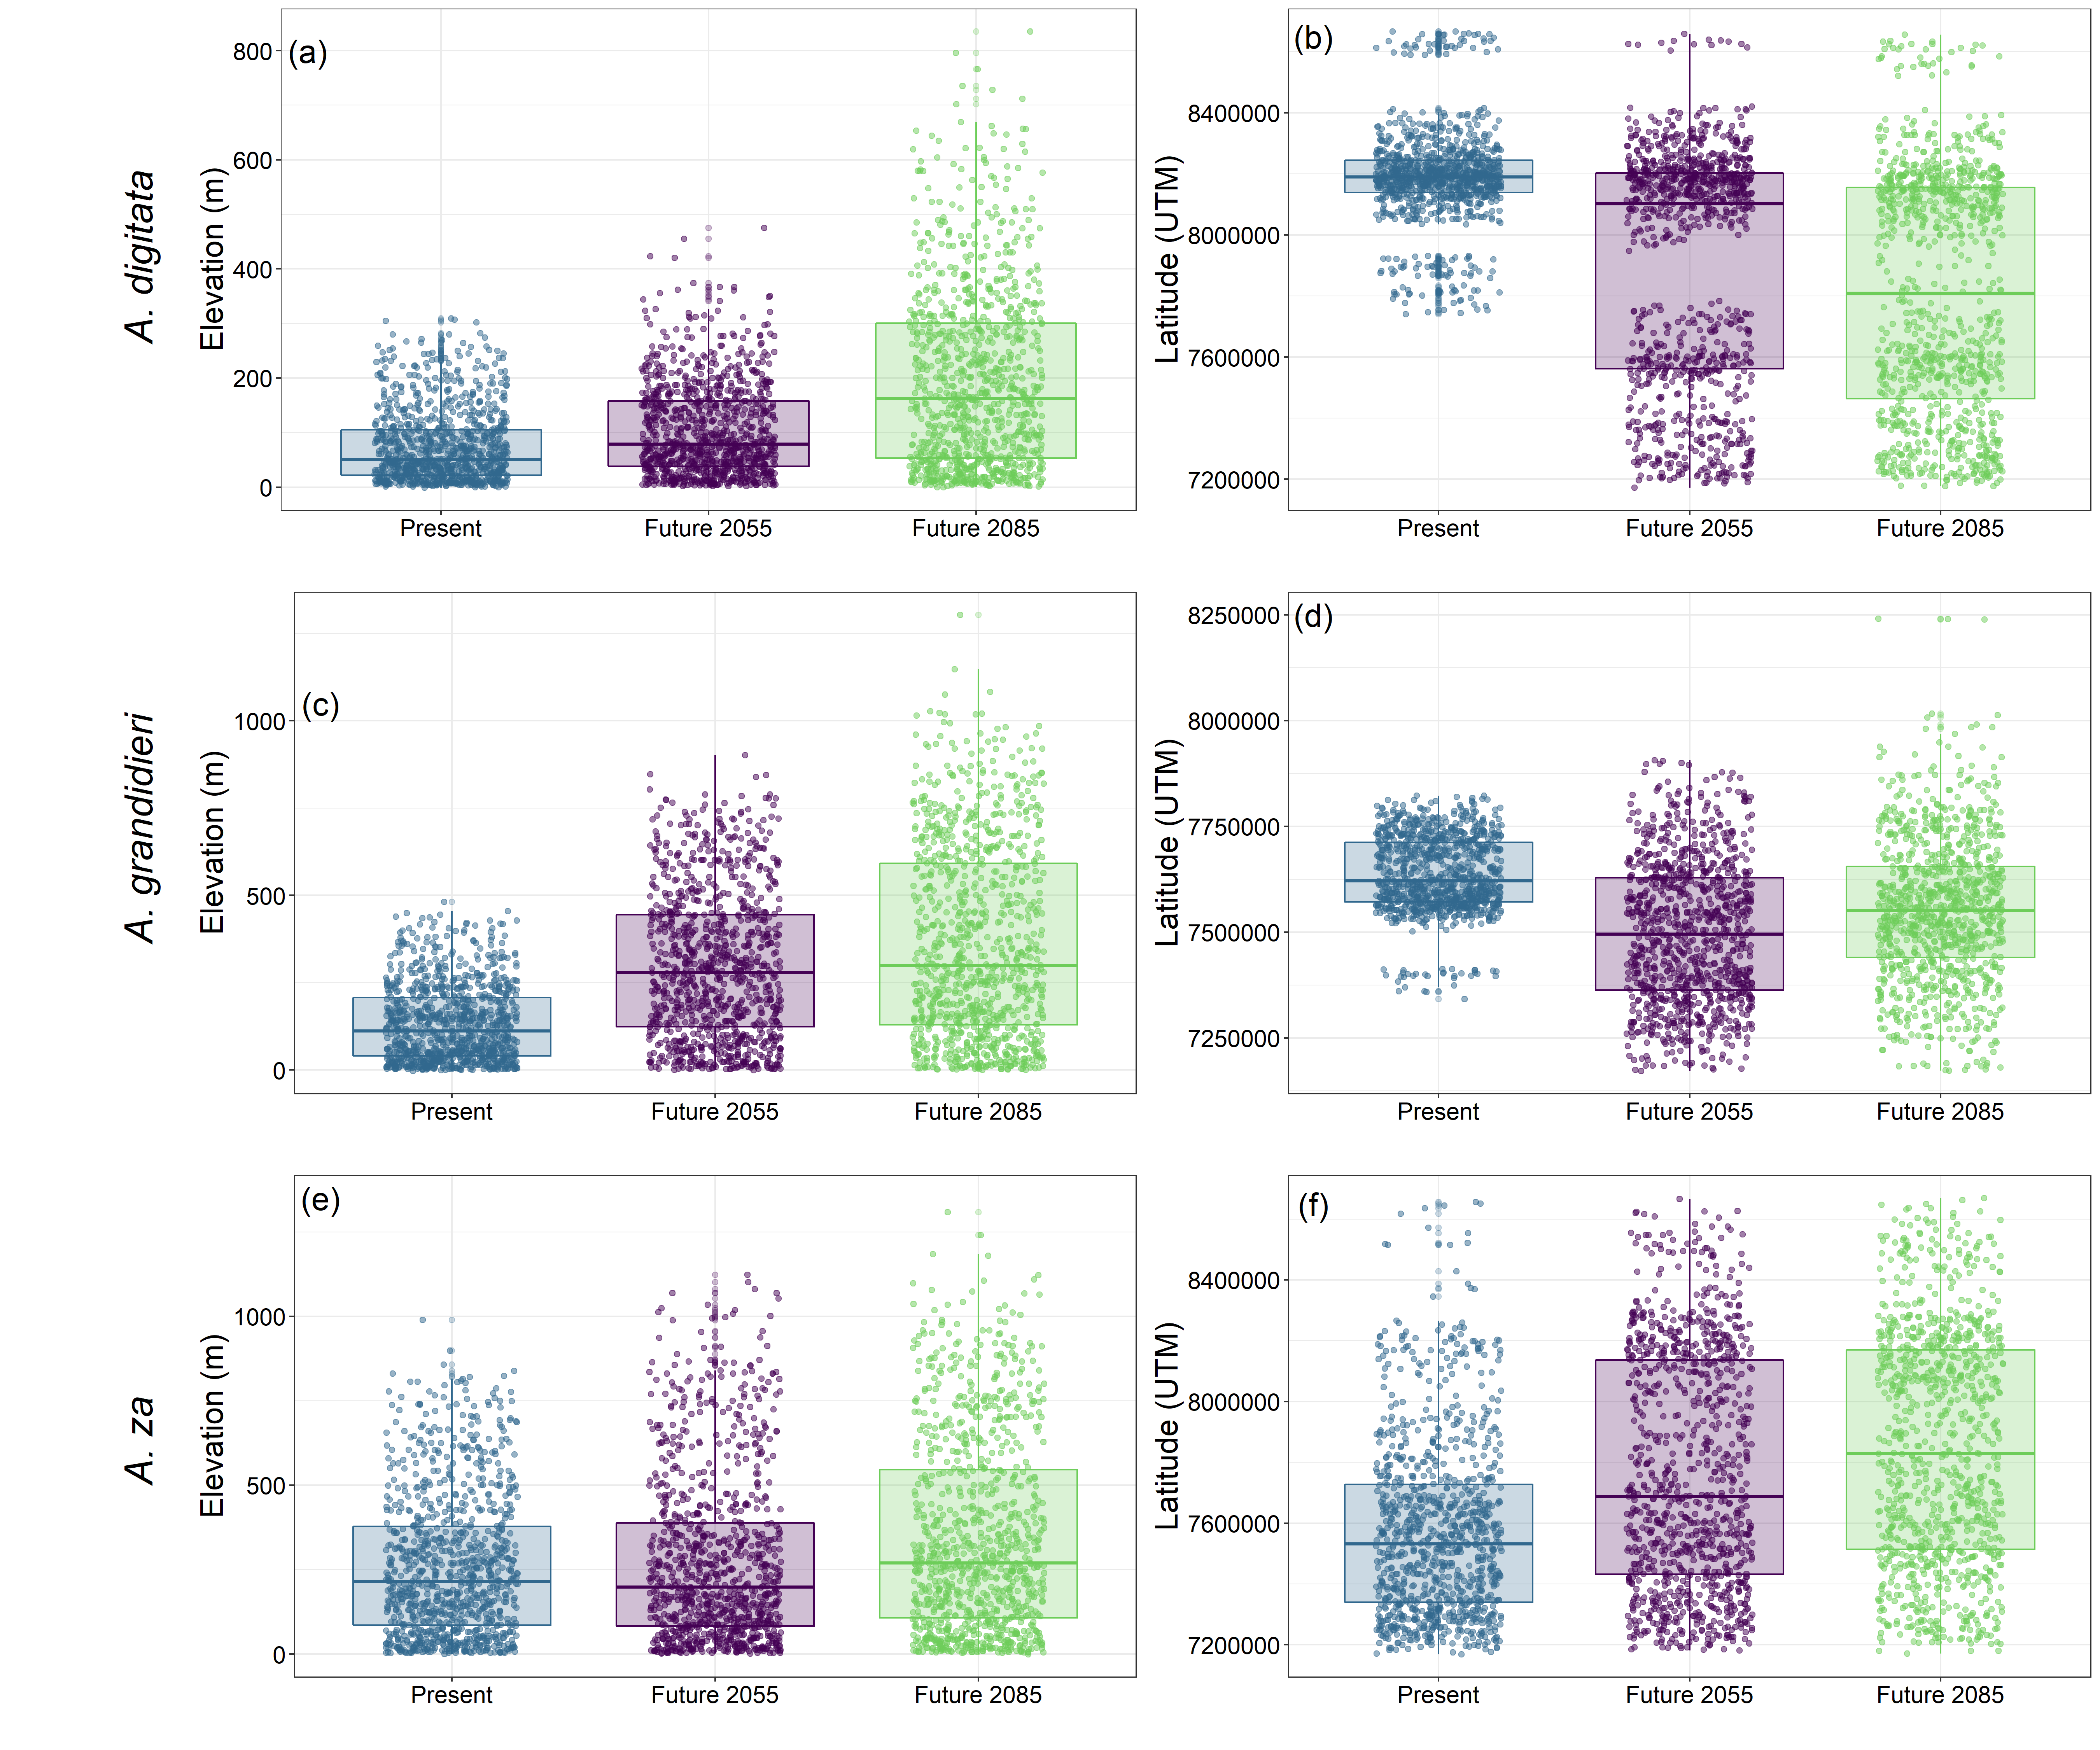 A. digitata
Elevation (m)
(a)
800
600
400
200
0
Present Future 2055 Future 2085
Latitude (UTM)
(b)
8400000
8000000
7600000
7200000
Present Future 2055 Future 2085
A. grandidieri
Elevation (m)
(c)
1000
500
0
Present Future 2055 Future 2085
Latitude (UTM)
(d)
8250000
8000000
7750000
7500000
7250000
Present Future 2055 Future 2085
A. za
Elevation (m)
(e)
1000
500
0
Present Future 2055 Future 2085
Latitude (UTM)
(f)
8400000
8000000
7600000
7200000
Present Future 2055 Future 2085